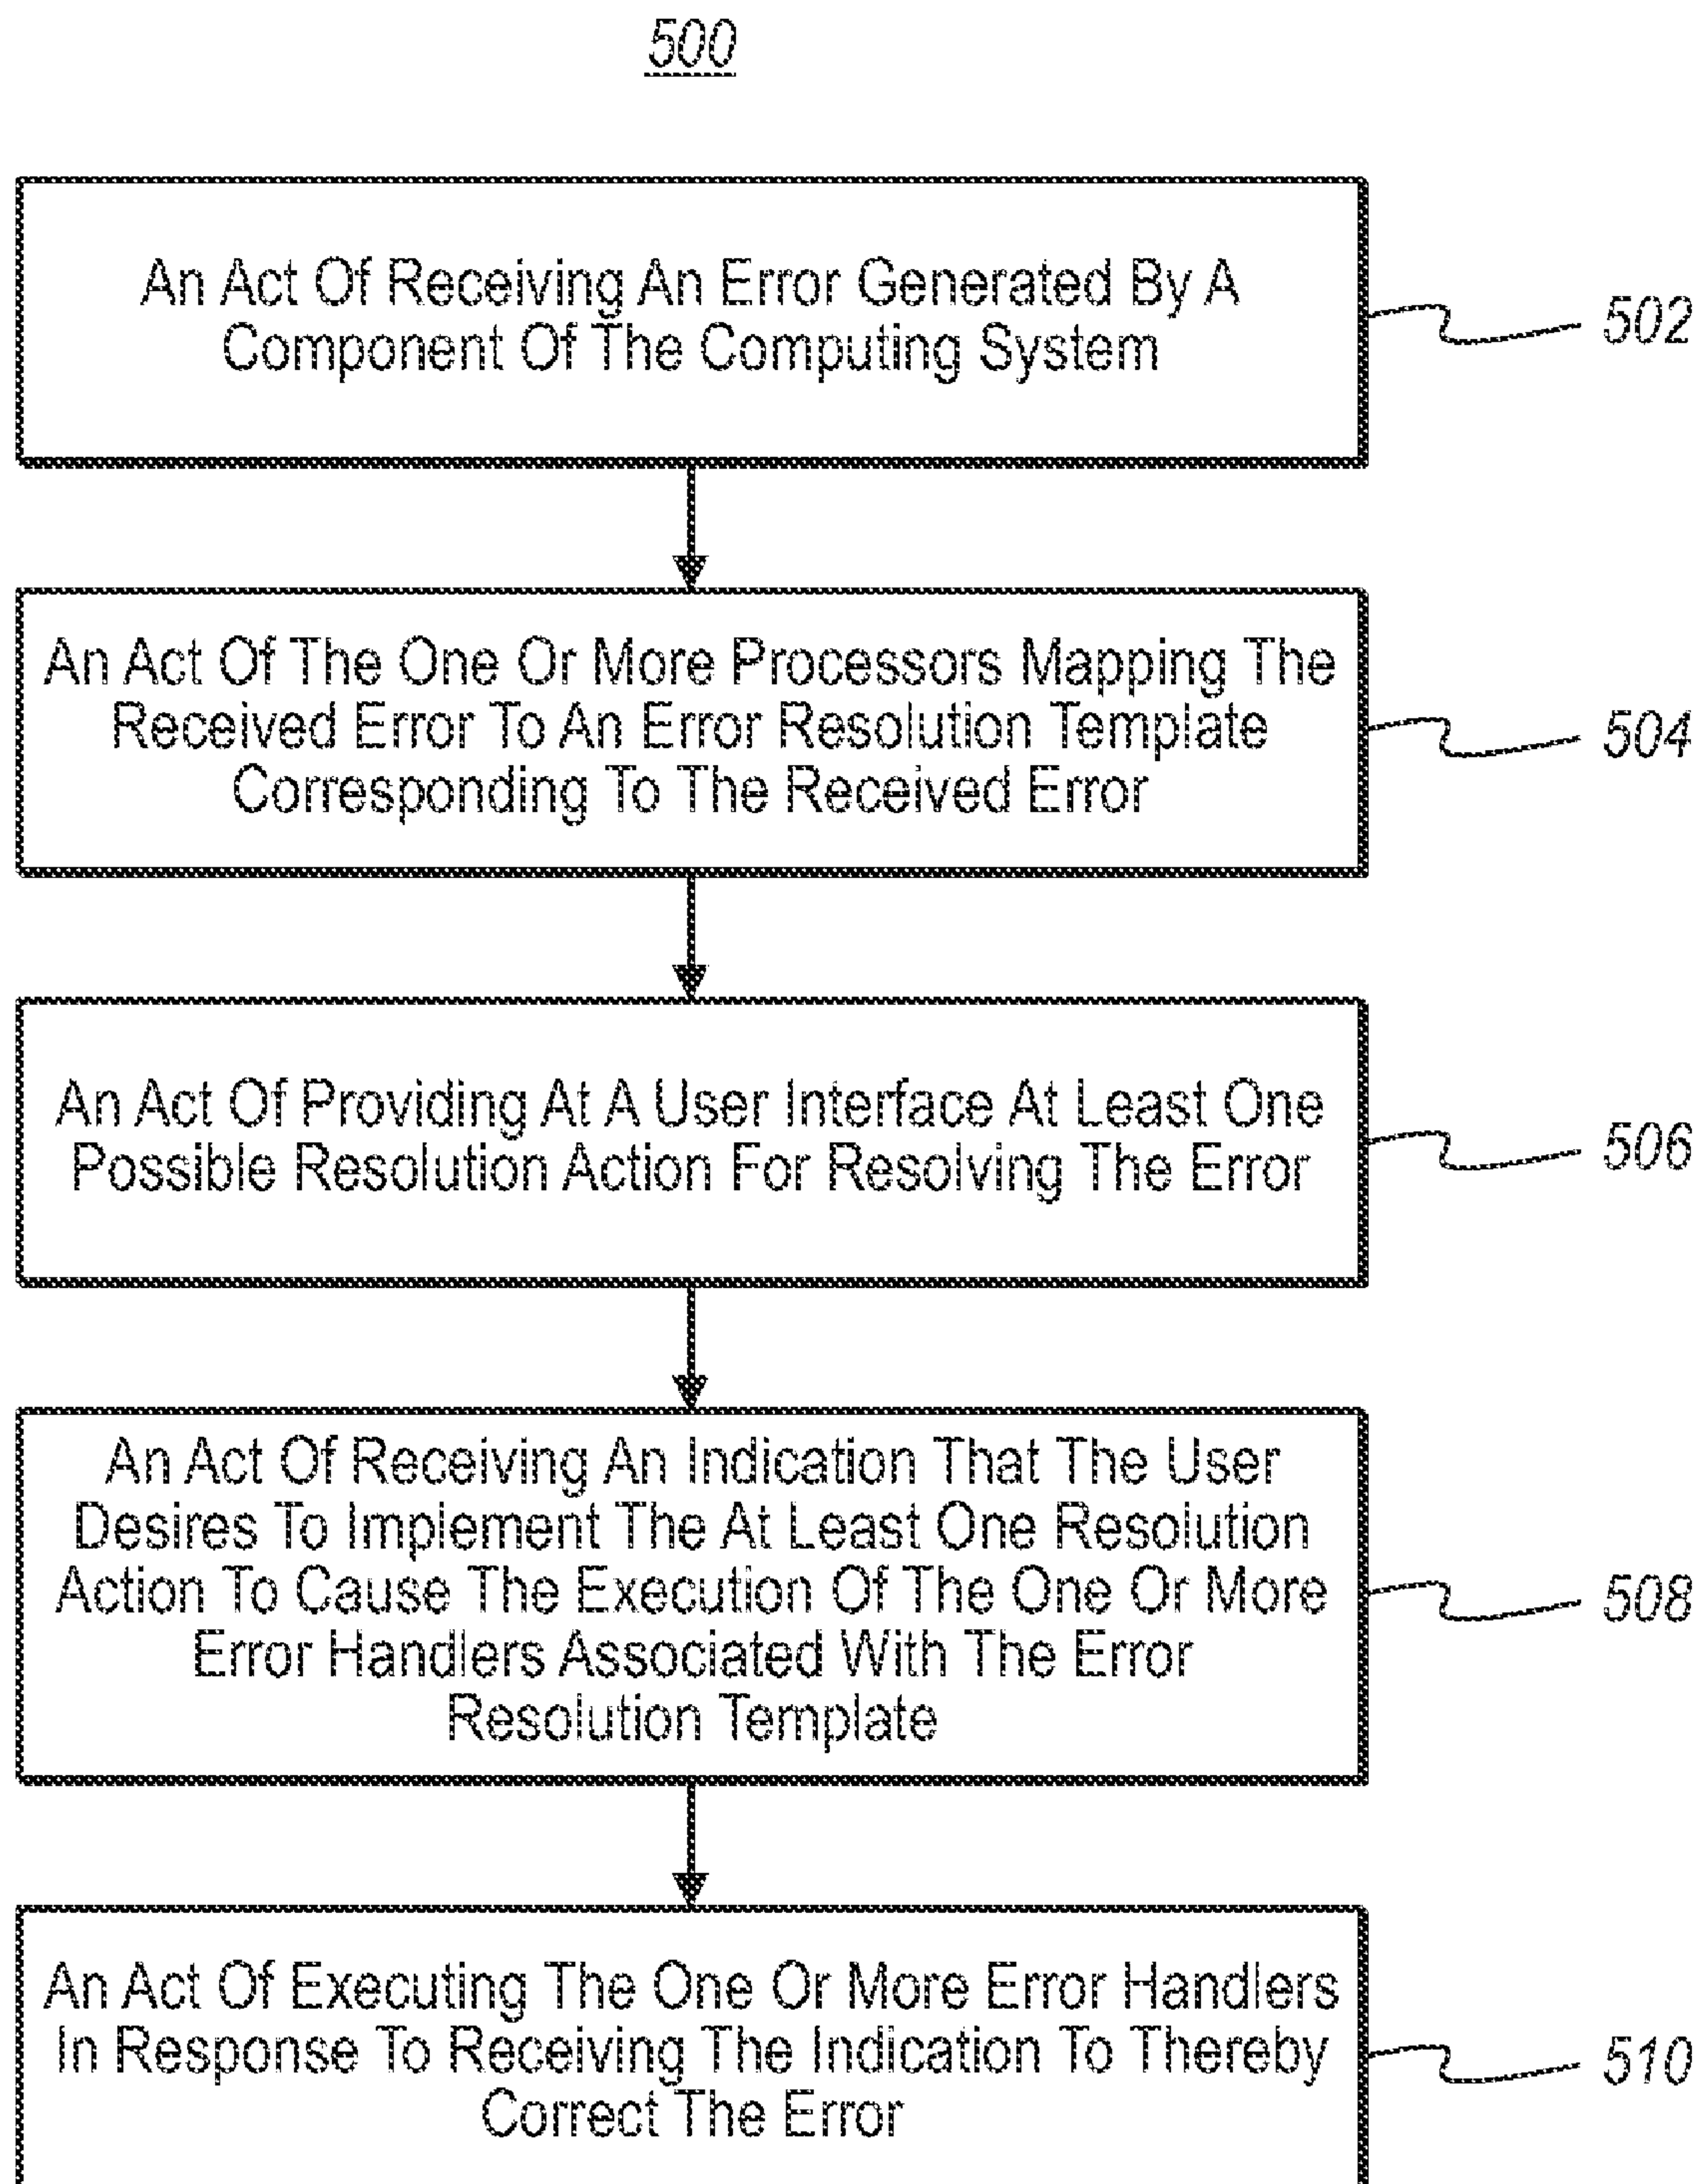 500
An Act Of Receiving An Error Generated By A
Component Of The Computing System
502
An Act Of The One Or More Processors Mapping The
Received Error To An Error Resolution Template
Corresponding To The Received Error
504
An Act Of Providing At A User Interface At Least One
Possible Resolution Action For Resolving The Error
506
An Act Of Receiving An Indication That The User
Desires To Implement The At Least One Resolution
Action To Cause The Execution Of The One Or More
Error Handlers Associated With The Error
Resolution Template
508
An Act Of Executing The One Or More Error Handlers
In Response To Receiving The Indication To Thereby
Correct The Error
510